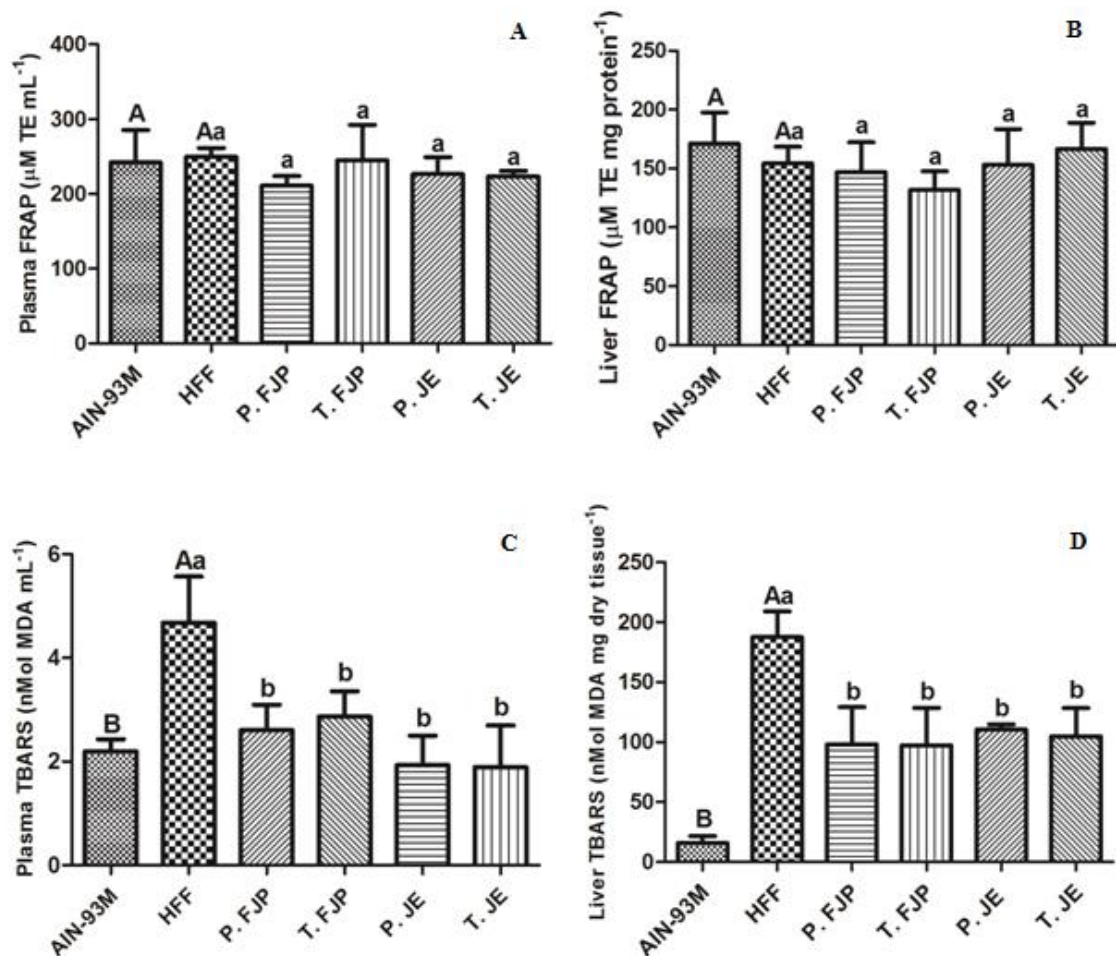 A
Plasma FRAP (µM TE mL⁻¹)
400
300
200
100
0
A
Aa
a
a
a
a
AIN-93M
HFF
P. FJP
T. FJP
P. JE
T. JE
B
Liver FRAP (µM TE mg protein⁻¹)
250
200
150
100
50
0
A
Aa
a
a
a
a
AIN-93M
HFF
P. FJP
T. FJP
P. JE
T. JE
C
Plasma TBARS (nMol MDA mL⁻¹)
6
4
2
0
B
Aa
b
b
b
b
AIN-93M
HFF
P. FJP
T. FJP
P. JE
T. JE
D
Liver TBARS (nMol MDA mg dry tissue⁻¹)
250
200
150
100
50
0
B
Aa
b
b
b
b
AIN-93M
HFF
P. FJP
T. FJP
P. JE
T. JE